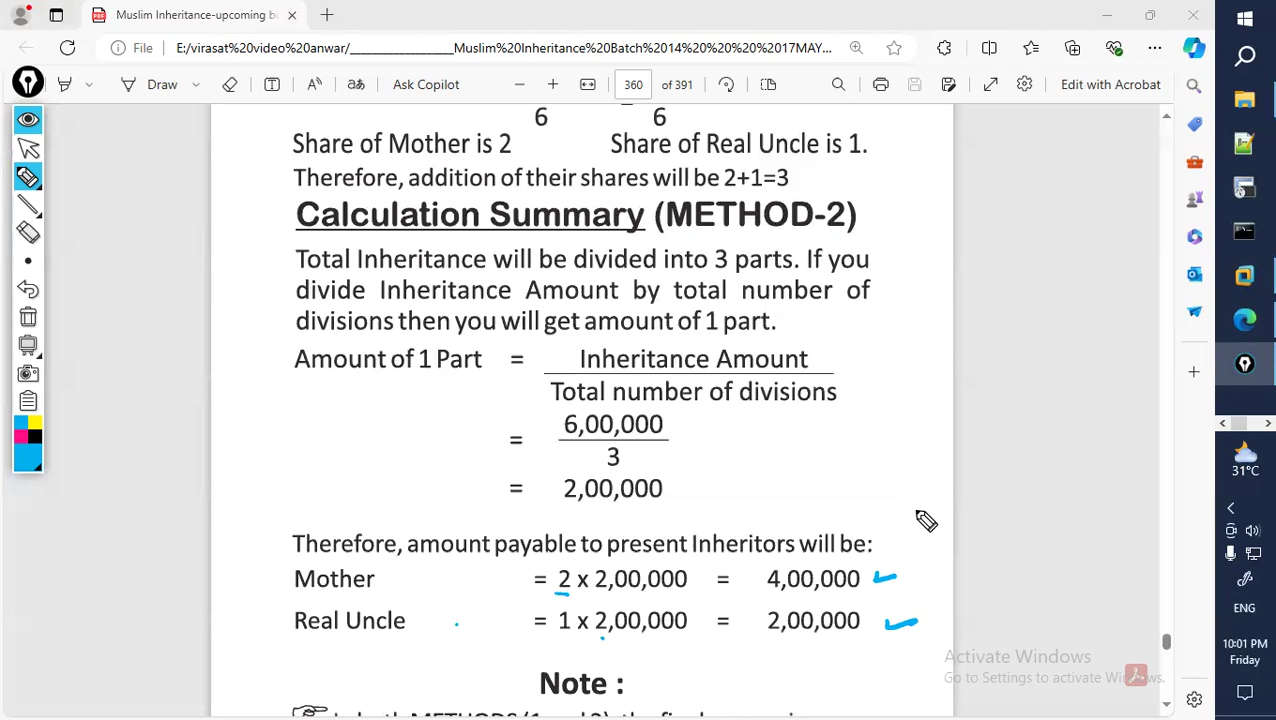 Muslim Inheritance-upcoming b
File
E:/virasat%20video%20anwar/________________Muslim%20Inheritance%20Batch%2014%20%20%20%2017MAY...
Draw
Ask Copilot
360
of 391
Edit with Acrobat
6 6
Share of Mother is 2 Share of Real Uncle is 1.
Therefore, addition of their shares will be 2+1=3
Calculation Summary (METHOD-2)
Total Inheritance will be divided into 3 parts. If you
divide Inheritance Amount by total number of
divisions then you will get amount of 1 part.
Amount of 1 Part = Inheritance Amount
Total number of divisions
= 6,00,000
3
= 2,00,000
Therefore, amount payable to present Inheritors will be:
Mother = 2 x 2,00,000 = 4,00,000
Real Uncle = 1 x 2,00,000 = 2,00,000
Note :
31°C
ENG
10:01 PM
Friday
Activate Windows
Go to Settings to activate Windows.